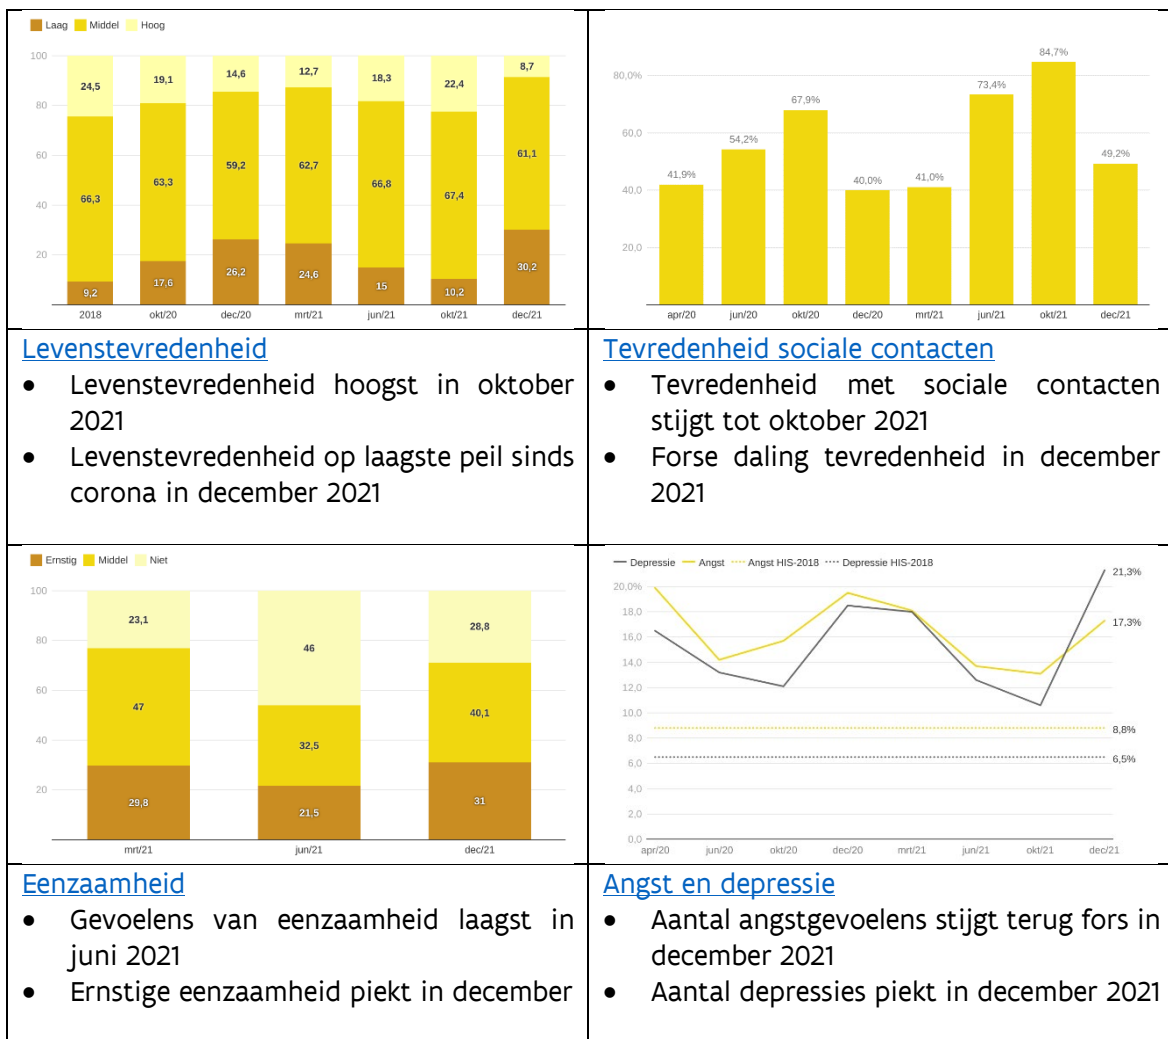 Laag Middel Hoog
100
80
60
40
20
24,5 19,1 14,6 12,7 18,3 22,4 8,7
66,3 63,3 59,2 62,7 66,8 67,4 61,1
9,2 17,6 26,2 24,6 15 10,2 30,2
2018 okt/20 dec/20 mrt/21 jun/21 okt/21 dec/21
80,0%
60,0
40,0
20,0
41,9% 54,2% 67,9% 40,0% 41,0% 73,4% 84,7% 49,2%
apr/20 jun/20 okt/20 dec/20 mrt/21 jun/21 okt/21 dec/21
Levenstevredenheid
• Levenstevredenheid hoogst in oktober
2021
• Levenstevredenheid op laagste peil sinds
corona in december 2021
Tevredenheid sociale contacten
• Tevredenheid met sociale contacten
stijgt tot oktober 2021
• Forse daling tevredenheid in december
2021
Ernstig Middel Niet
100
80
60
40
20
23,1 46 28,8
47 32,5 40,1
29,8 21,5 31
mrt/21 jun/21 dec/21
Depressie Angst Angst HIS-2018 Depressie HIS-2018
20,0%
18,0
16,0
14,0
12,0
10,0
8,0
6,0
4,0
2,0
0,0
21,3%
17,3%
8,8%
6,5%
apr/20 jun/20 okt/20 dec/20 mrt/21 jun/21 okt/21 dec/21
Eenzaamheid
• Gevoelens van eenzaamheid laagst in
juni 2021
• Ernstige eenzaamheid piekt in december
Angst en depressie
• Aantal angstgevoelens stijgt terug fors in
december 2021
• Aantal depressies piekt in december 2021